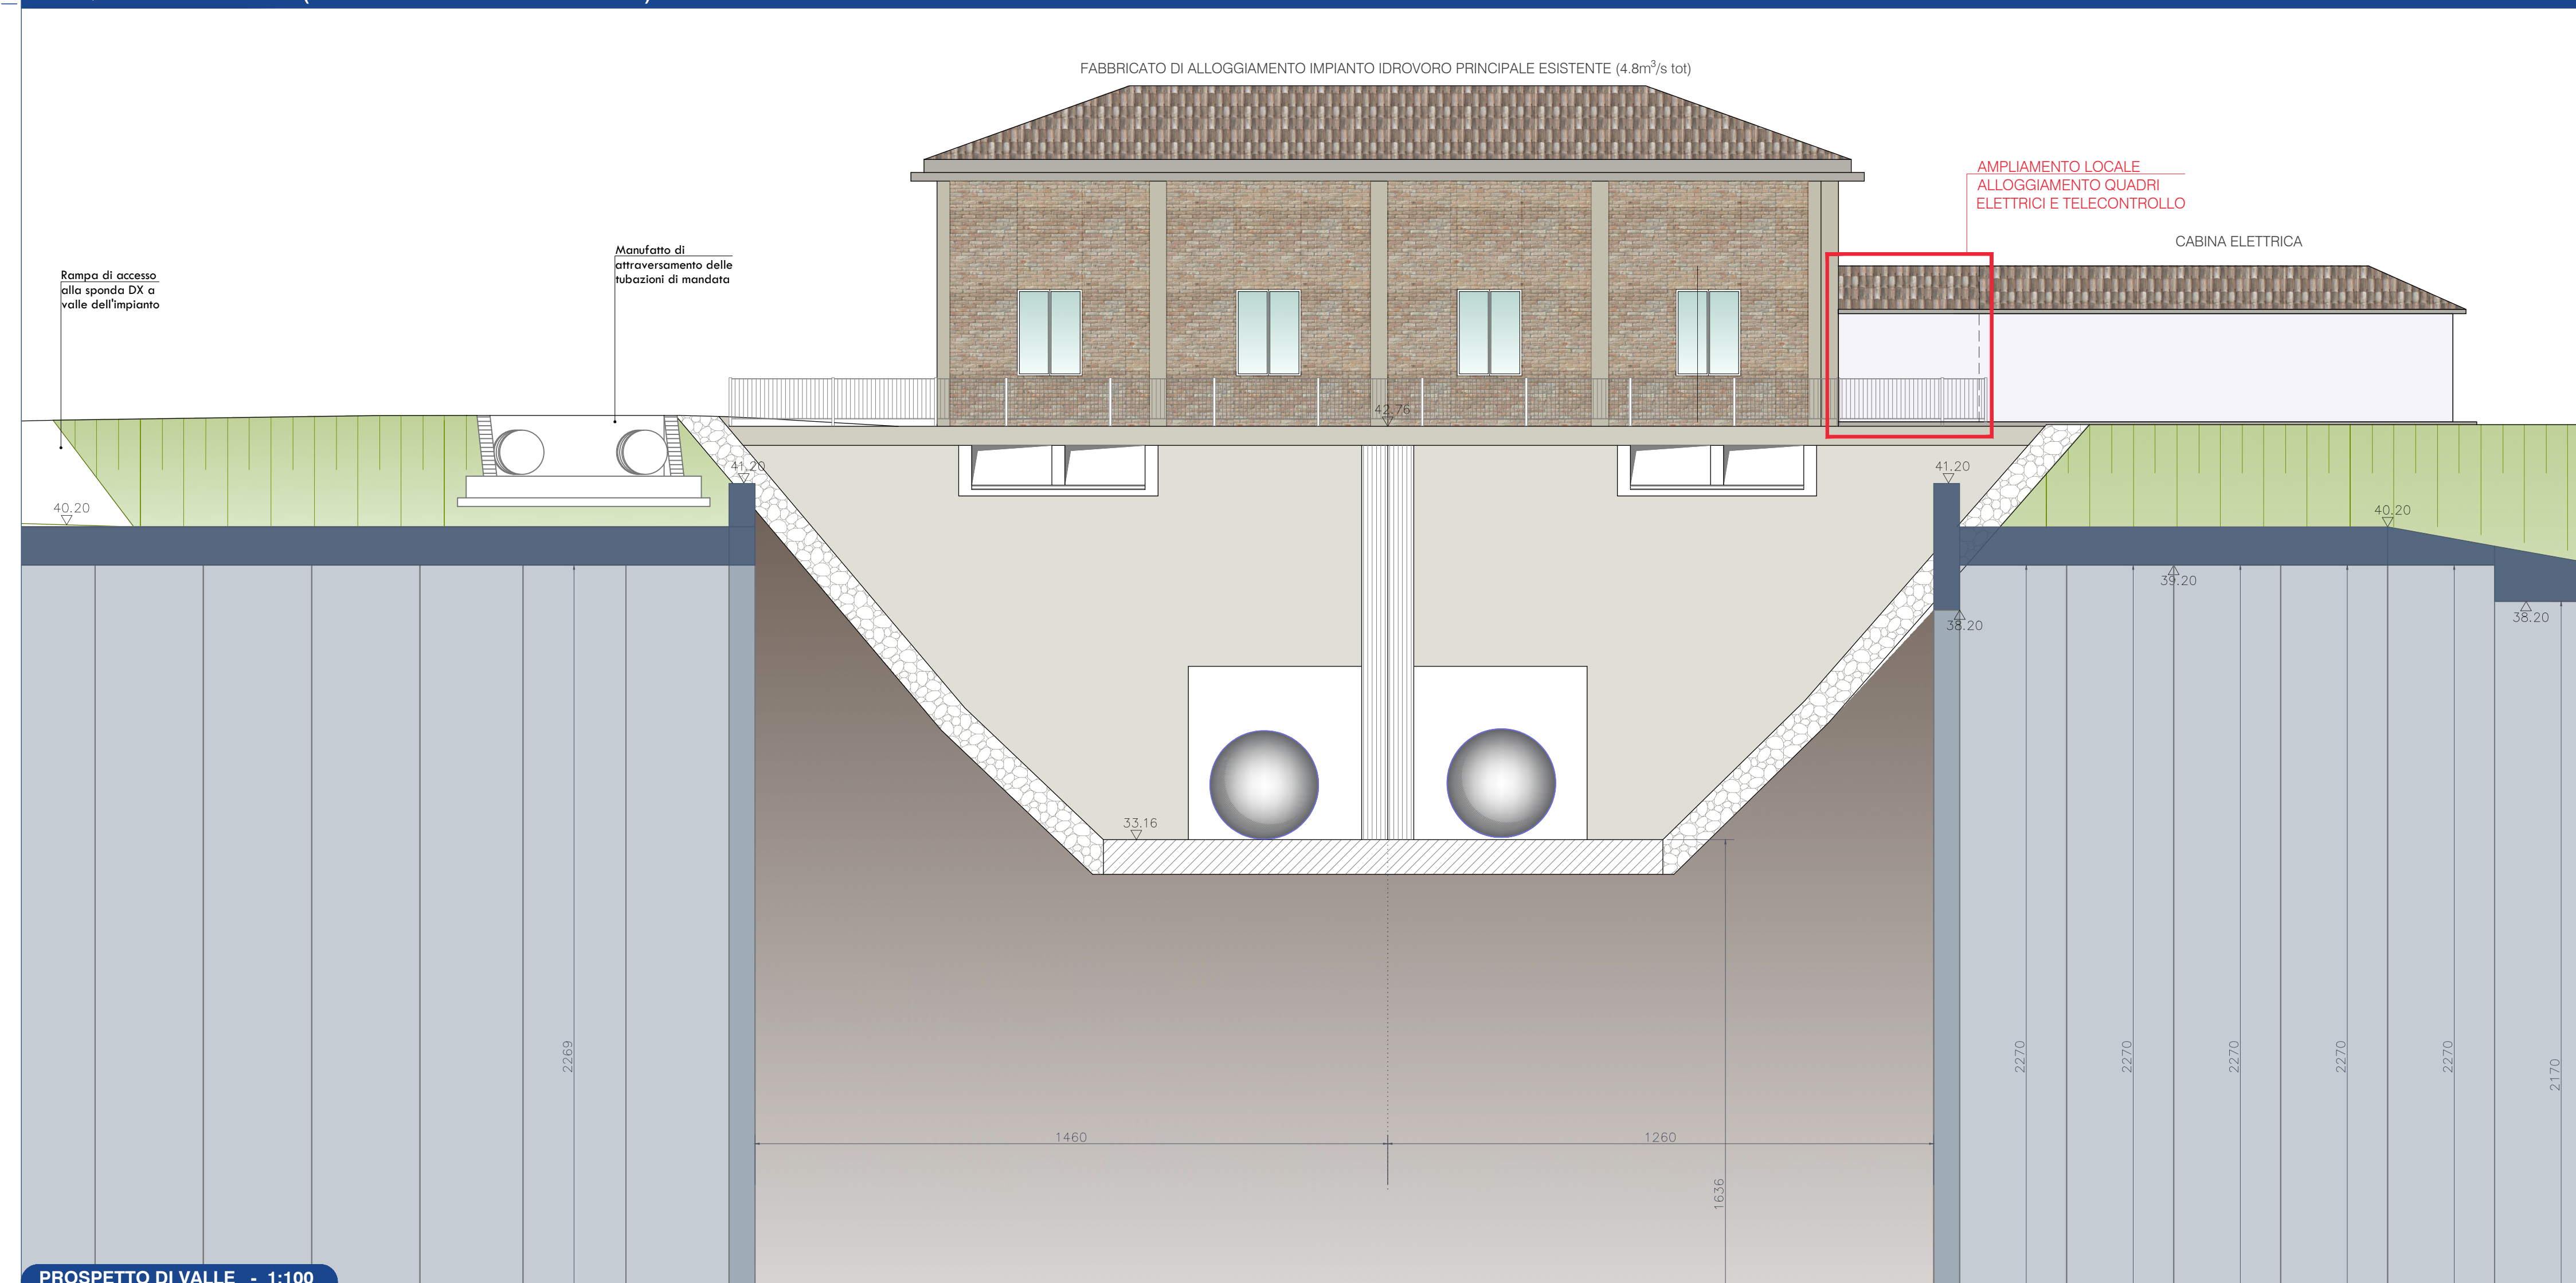 FABBRICATO DI ALLOGGIAMENTO IMPIANTO IDROVORO PRINCIPALE ESISTENTE (4.8m³/s tot)
AMPLIAMENTO LOCALE
ALLOGGIAMENTO QUADRI
ELETTRICI E TELECONTROLLO
CABINA ELETTRICA
Manufatto di
attraversamento delle
tubazioni di mandata
Rampa di accesso
alla sponda DX a
valle dell'impianto
42.76
41.20
41.20
40.20
40.20
39.20
38.20
38.20
33.16
2269
2270
2270
2270
2270
2270
2170
1460
1260
1636
PROSPETTO DI VALLE - 1:100